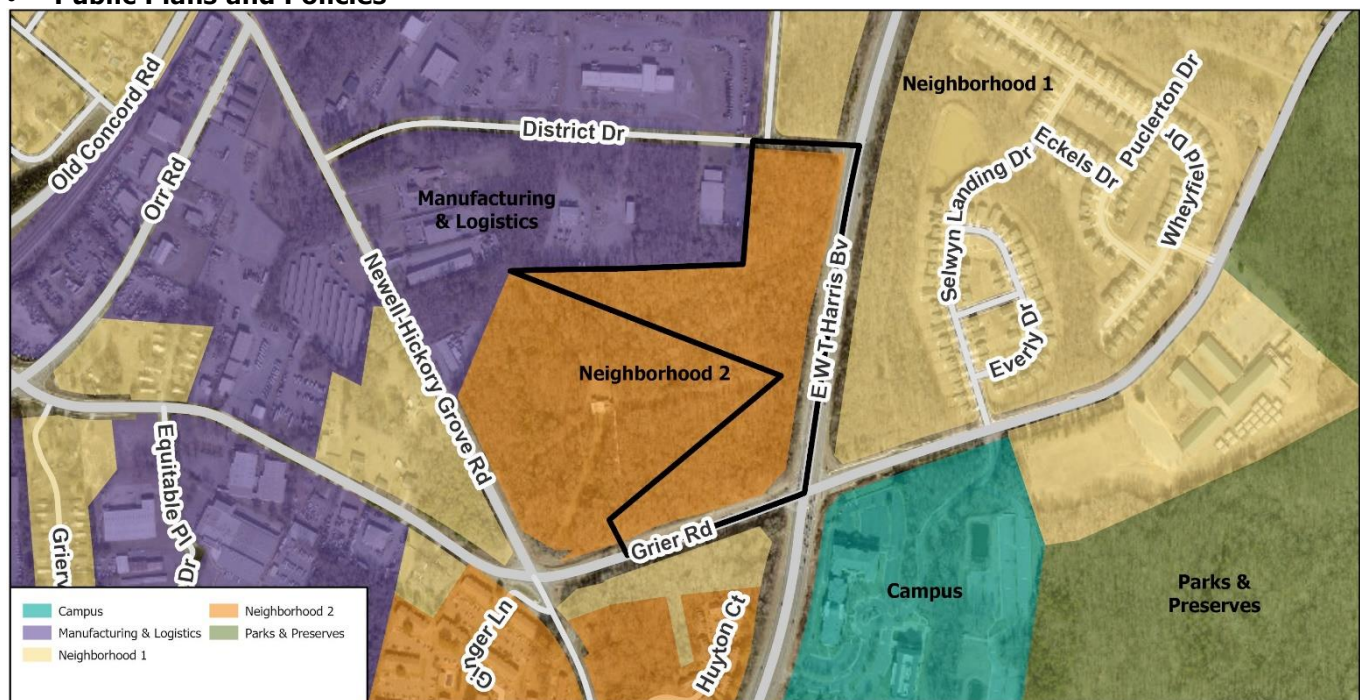 • Public Plans and Policies
Neighborhood 1
Old Concord Rd
Orr Rd
District Dr
Puclerton Dr
Eckels Dr
Wheyfield Dr
Selwyn Landing Dr
Manufacturing
& Logistics
Newell-Hickory Grove Rd
E W T Harris Bv
Everly Dr
Neighborhood 2
Equitable Pl
Dr
Grier Rd
Campus
Parks &
Preserves
Ginger Ln
Huyton Ct
Campus
Manufacturing & Logistics
Neighborhood 1
Neighborhood 2
Parks & Preserves